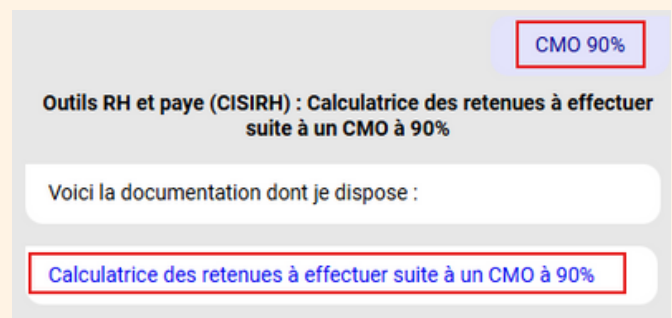 CMO 90%
Outils RH et paye (CISIRH) : Calculatrice des retenues à effectuer
suite à un CMO à 90%
Voici la documentation dont je dispose :
Calculatrice des retenues à effectuer suite à un CMO à 90%